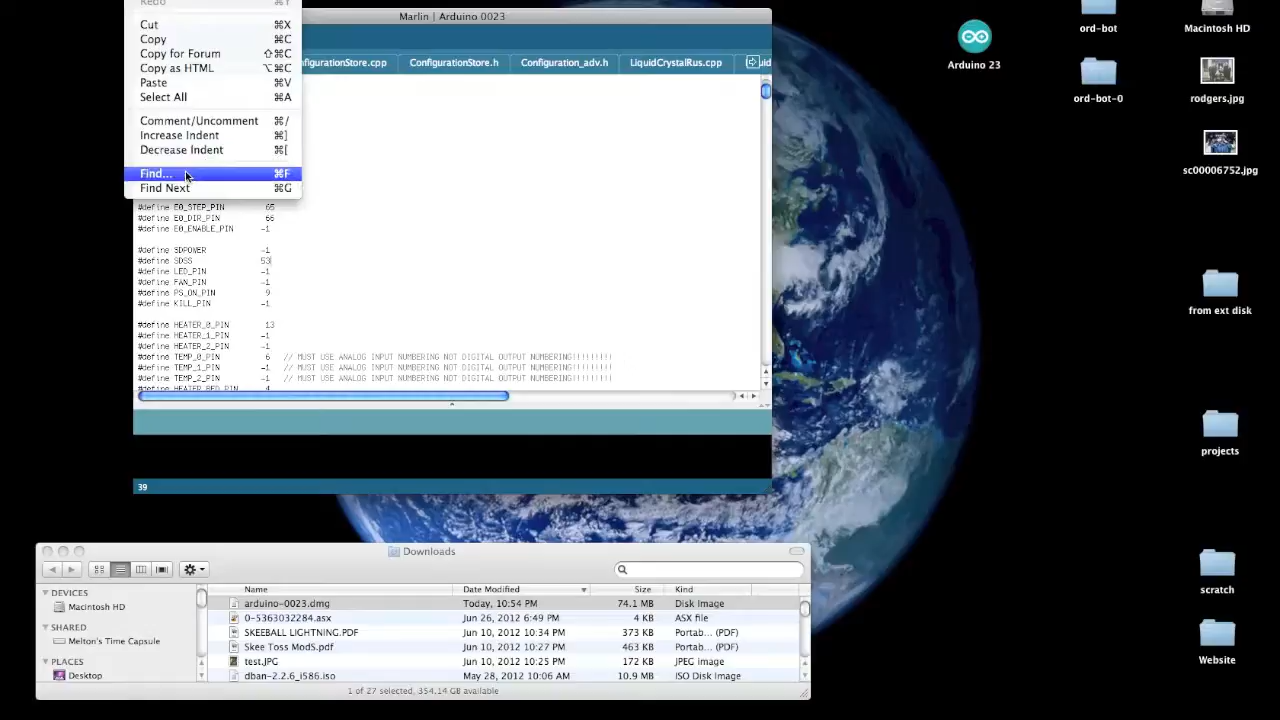 Redo ⌘Y
Cut ⌘X
Copy ⌘C
Copy for Forum ⇧⌘C
Copy as HTML ⌥⌘C
Paste ⌘V
Select All ⌘A
Comment/Uncomment ⌘/
Increase Indent ⌘]
Decrease Indent ⌘[
Find... ⌘F
Find Next ⌘G
Marlin | Arduino 0023
ConfigurationStore.h
Configuration_adv.h
LiquidCrystalRus.cpp
#define E0_STEP_PIN 65
#define E0_DIR_PIN 66
#define E0_ENABLE_PIN -1
#define SDPOWER -1
#define SDSS 53
#define LED_PIN -1
#define FAN_PIN -1
#define PS_ON_PIN 9
#define KILL_PIN -1
#define HEATER_0_PIN 13
#define HEATER_1_PIN -1
#define HEATER_2_PIN -1
#define TEMP_0_PIN 6 // MUST USE ANALOG INPUT NUMBERING NOT DIGITAL OUTPUT NUMBERING!!!!!!!!!
#define TEMP_1_PIN -1 // MUST USE ANALOG INPUT NUMBERING NOT DIGITAL OUTPUT NUMBERING!!!!!!!!!
#define TEMP_2_PIN -1 // MUST USE ANALOG INPUT NUMBERING NOT DIGITAL OUTPUT NUMBERING!!!!!!!!!
#define HEATER_BED_PIN 4
39
Arduino 23
ord-bot
ord-bot-0
Macintosh HD
rodgers.jpg
sc00006752.jpg
from ext disk
projects
scratch
Website
Downloads
Name Date Modified Size Kind
DEVICES
Macintosh HD
SHARED
Melton's Time Capsule
PLACES
Desktop
arduino-0023.dmg Today, 10:54 PM 74.1 MB Disk Image
0-5363032284.asx Jun 26, 2012 6:49 PM 4 KB ASX file
SKEEBALL LIGHTNING.PDF Jun 10, 2012 10:34 PM 373 KB Portab... (PDF)
Skee Toss ModS.pdf Jun 10, 2012 10:27 PM 463 KB Portab... (PDF)
test.JPG Jun 10, 2012 10:25 PM 172 KB JPEG image
dban-2.2.6_i586.iso May 28, 2012 10:06 AM 10.9 MB ISO Disk Image
1 of 27 selected, 354.14 GB available